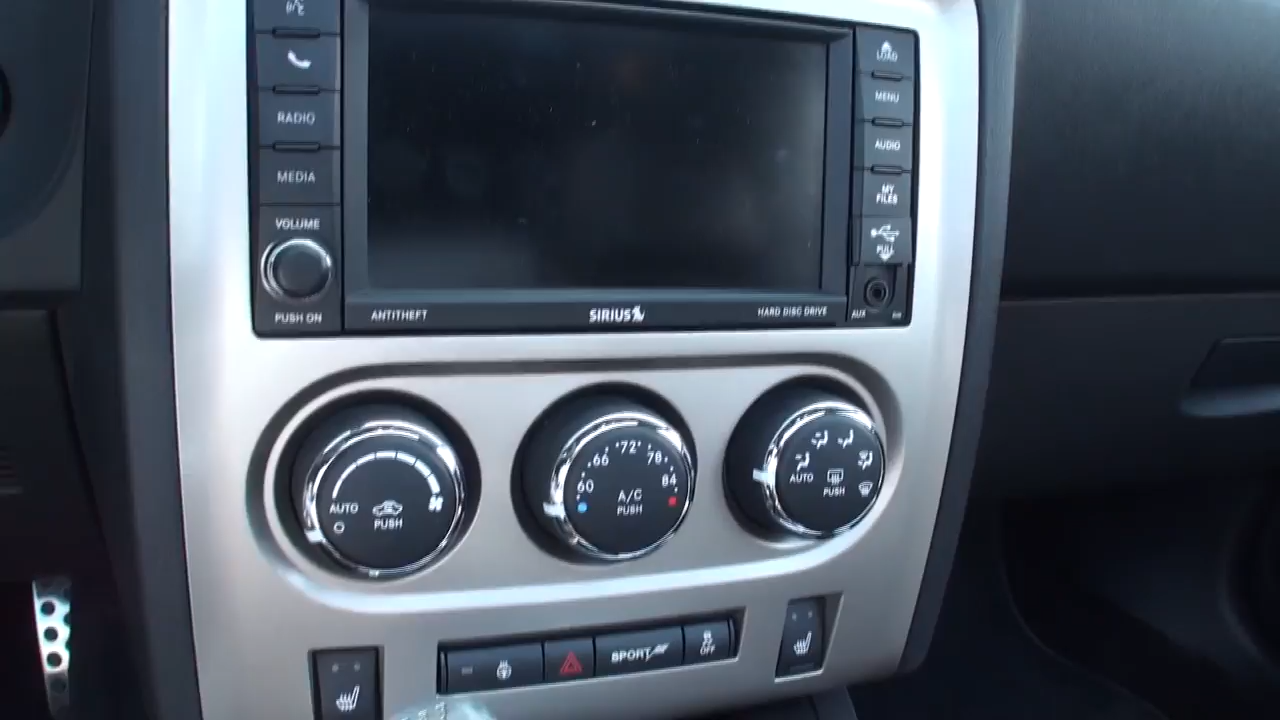 RADIO
MEDIA
VOLUME
PUSH ON
LOAD
MENU
AUDIO
MY
FILES
PULL
AUX
ANTITHEFT
SIRIUS
HARD DISC DRIVE
AUTO
PUSH
60
66
72°
78
84
A/C
PUSH
AUTO
PUSH
SPORT
OFF